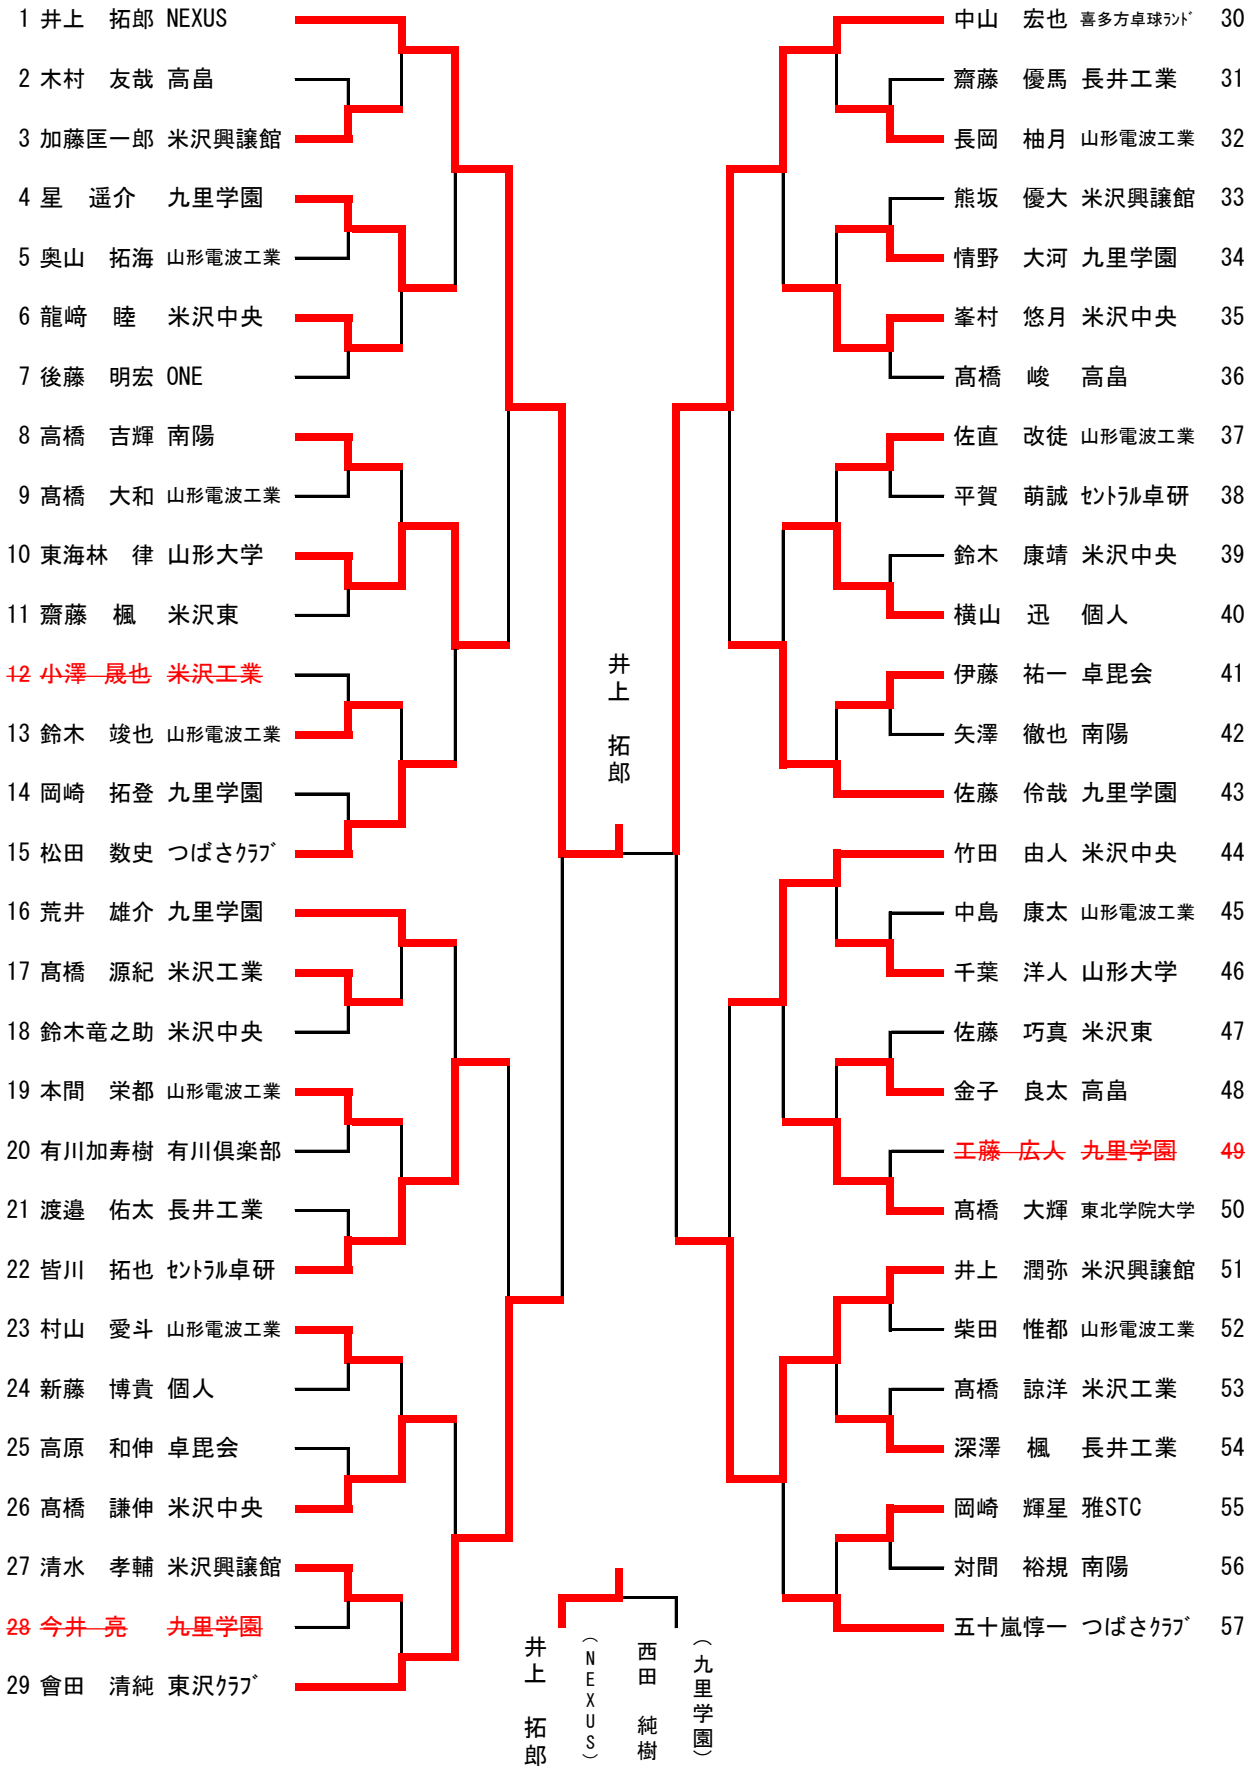 1 井上 拓郎 NEXUS
2 木村 友哉 高畠
3 加藤匡一郎 米沢興譲館
4 星 遥介 九里学園
5 奥山 拓海 山形電波工業
6 龍﨑 睦 米沢中央
7 後藤 明宏 ONE
8 高橋 吉輝 南陽
9 髙橋 大和 山形電波工業
10 東海林 律 山形大学
11 齋藤 楓 米沢東
12 小澤 晟也 米沢工業
13 鈴木 竣也 山形電波工業
14 岡崎 拓登 九里学園
15 松田 数史 つばさｸﾗﾌﾞ
16 荒井 雄介 九里学園
17 髙橋 源紀 米沢工業
18 鈴木竜之助 米沢中央
19 本間 栄都 山形電波工業
20 有川加寿樹 有川倶楽部
21 渡邉 佑太 長井工業
22 皆川 拓也 ｾﾝﾄﾗﾙ卓研
23 村山 愛斗 山形電波工業
24 新藤 博貴 個人
25 高原 和伸 卓毘会
26 髙橋 謙伸 米沢中央
27 清水 孝輔 米沢興譲館
28 今井 亮 九里学園
29 會田 清純 東沢ｸﾗﾌﾞ
井上 拓郎
井上 拓郎
（NEXUS）
西田 純樹
（九里学園）
中山 宏也 喜多方卓球ﾗﾝﾄﾞ 30
齋藤 優馬 長井工業 31
長岡 柚月 山形電波工業 32
熊坂 優大 米沢興譲館 33
情野 大河 九里学園 34
峯村 悠月 米沢中央 35
髙橋 峻 高畠 36
佐直 改徒 山形電波工業 37
平賀 萌誠 ｾﾝﾄﾗﾙ卓研 38
鈴木 康靖 米沢中央 39
横山 迅 個人 40
伊藤 祐一 卓毘会 41
矢澤 徹也 南陽 42
佐藤 伶哉 九里学園 43
竹田 由人 米沢中央 44
中島 康太 山形電波工業 45
千葉 洋人 山形大学 46
佐藤 巧真 米沢東 47
金子 良太 高畠 48
工藤 広人 九里学園 49
髙橋 大輝 東北学院大学 50
井上 潤弥 米沢興譲館 51
柴田 惟都 山形電波工業 52
髙橋 諒洋 米沢工業 53
深澤 楓 長井工業 54
岡崎 輝星 雅STC 55
対間 裕規 南陽 56
五十嵐惇一 つばさｸﾗﾌﾞ 57